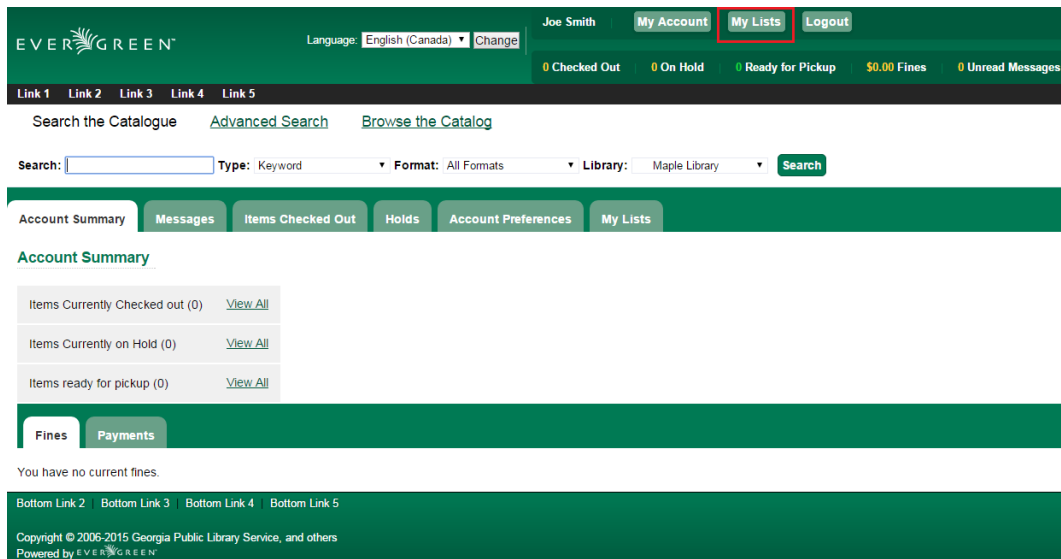 Joe Smith My Account My Lists Logout
EVERGREEN Language: English (Canada) Change
0 Checked Out 0 On Hold 0 Ready for Pickup $0.00 Fines 0 Unread Messages
Link 1 Link 2 Link 3 Link 4 Link 5
Search the Catalogue Advanced Search Browse the Catalog
Search: Type: Keyword Format: All Formats Library: Maple Library Search
Account Summary Messages Items Checked Out Holds Account Preferences My Lists
Account Summary
Items Currently Checked out (0) View All
Items Currently on Hold (0) View All
Items ready for pickup (0) View All
Fines Payments
You have no current fines.
Bottom Link 2 Bottom Link 3 Bottom Link 4 Bottom Link 5
Copyright © 2006-2015 Georgia Public Library Service, and others
Powered by EVERGREEN